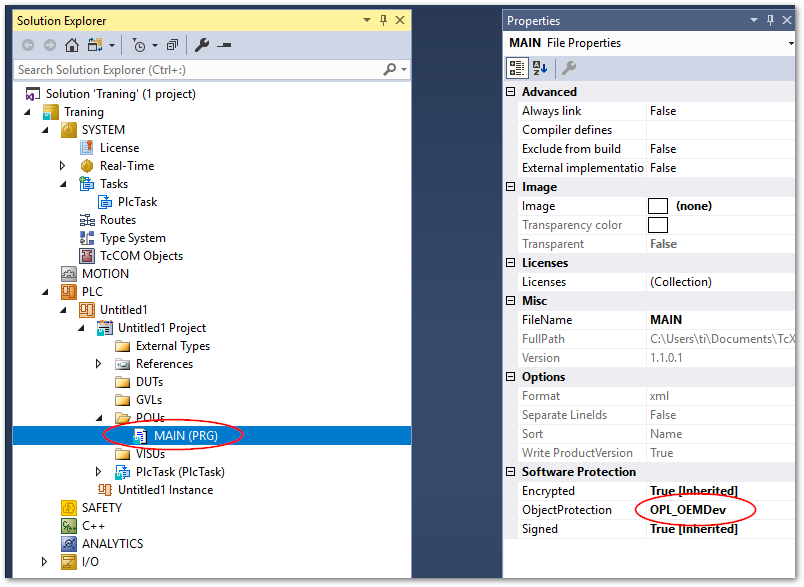 Solution Explorer
Search Solution Explorer (Ctrl+:)
Solution 'Traning' (1 project)
Traning
SYSTEM
License
Real-Time
Tasks
PlcTask
Routes
Type System
TcCOM Objects
MOTION
PLC
Untitled1
Untitled1 Project
External Types
References
DUTs
GVLs
POUs
MAIN (PRG)
VISUs
PlcTask (PlcTask)
Untitled1 Instance
SAFETY
C++
ANALYTICS
I/O
Properties
MAIN File Properties
Advanced
Always link False
Compiler defines
Exclude from build False
External implementatio False
Image
Image (none)
Transparency color
Transparent False
Licenses
Licenses (Collection)
Misc
FileName MAIN
FullPath C:\Users\ti\Documents\TcX
Version 1.1.0.1
Options
Format xml
Separate LineIds False
Sort Name
Write ProductVersion True
Software Protection
Encrypted True [Inherited]
ObjectProtection OPL_OEMDev
Signed True [Inherited]